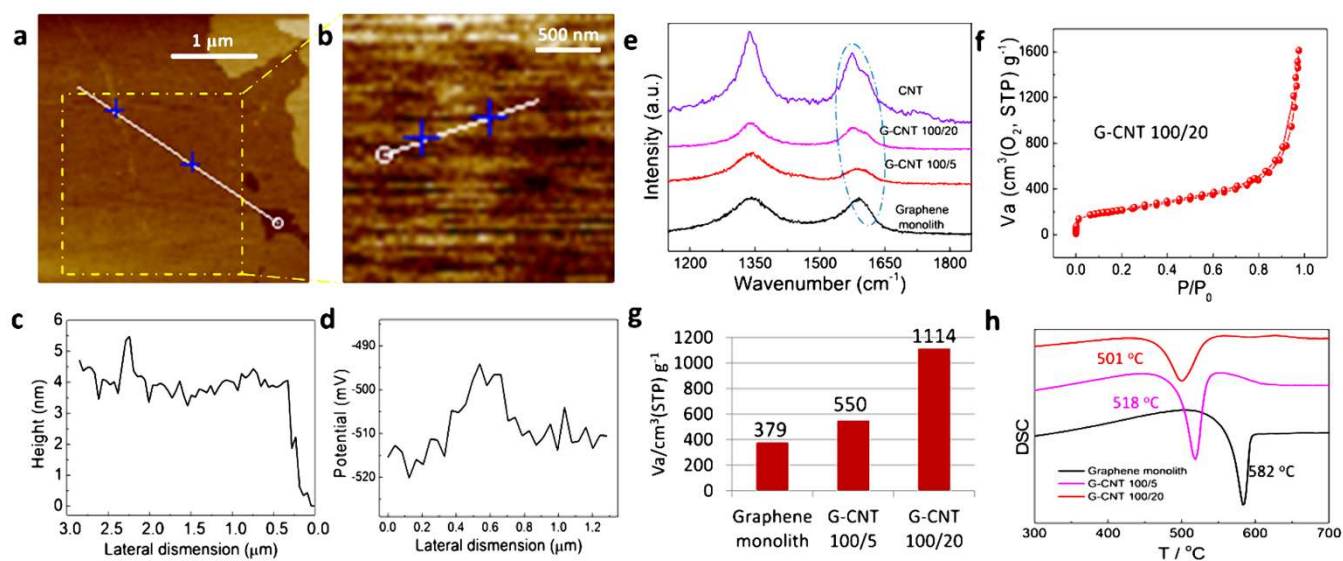 a
1 μm
b
500 nm
c
Height (nm)
6
5
4
3
2
1
0
3.0 2.5 2.0 1.5 1.0 0.5 0.0
Lateral dismension (μm)
d
Potential (mV)
-490
-500
-510
-520
0.0 0.2 0.4 0.6 0.8 1.0 1.2
Lateral dismension (μm)
e
Intensity (a.u.)
CNT
G-CNT 100/20
G-CNT 100/5
Graphene
monolith
1200 1350 1500 1650 1800
Wavenumber (cm⁻¹)
f
Va (cm³(O₂, STP) g⁻¹)
1600
1200
800
400
0
G-CNT 100/20
0.0 0.2 0.4 0.6 0.8 1.0
P/P₀
g
Va/cm³(STP) g⁻¹
1200
1000
800
600
400
200
0
379
550
1114
Graphene
monolith
G-CNT
100/5
G-CNT
100/20
h
DSC
501 °C
518 °C
582 °C
Graphene monolith
G-CNT 100/5
G-CNT 100/20
300 400 500 600 700
T / °C